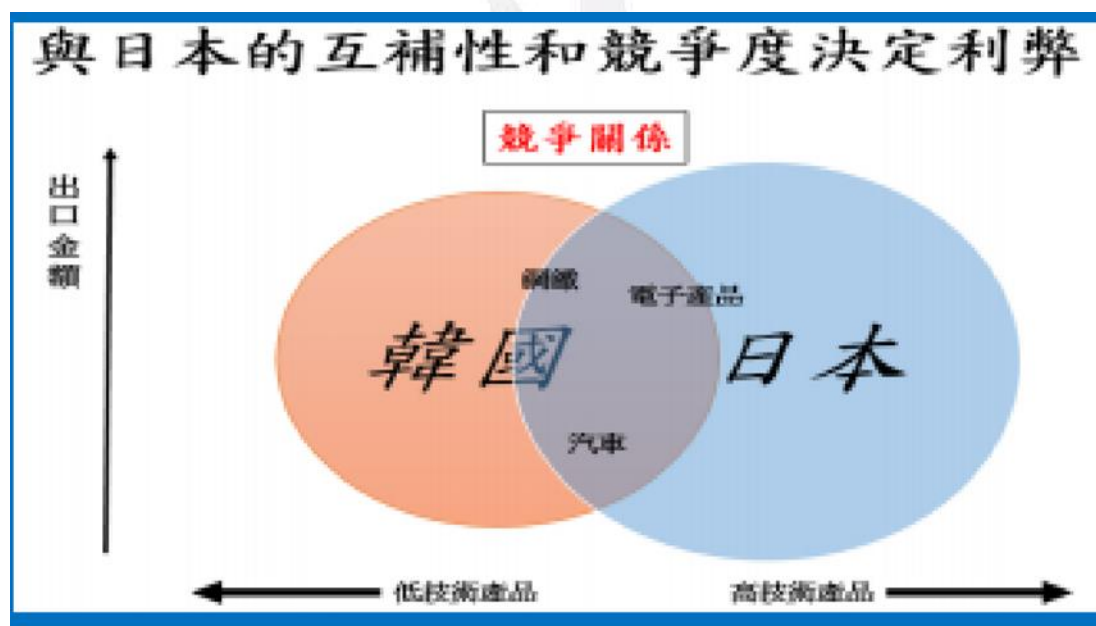 與日本的互補性和競爭度決定利弊
競爭關係
出口金額
鋼鐵
電子產品
韓國
日本
汽車
低技術產品
高技術產品